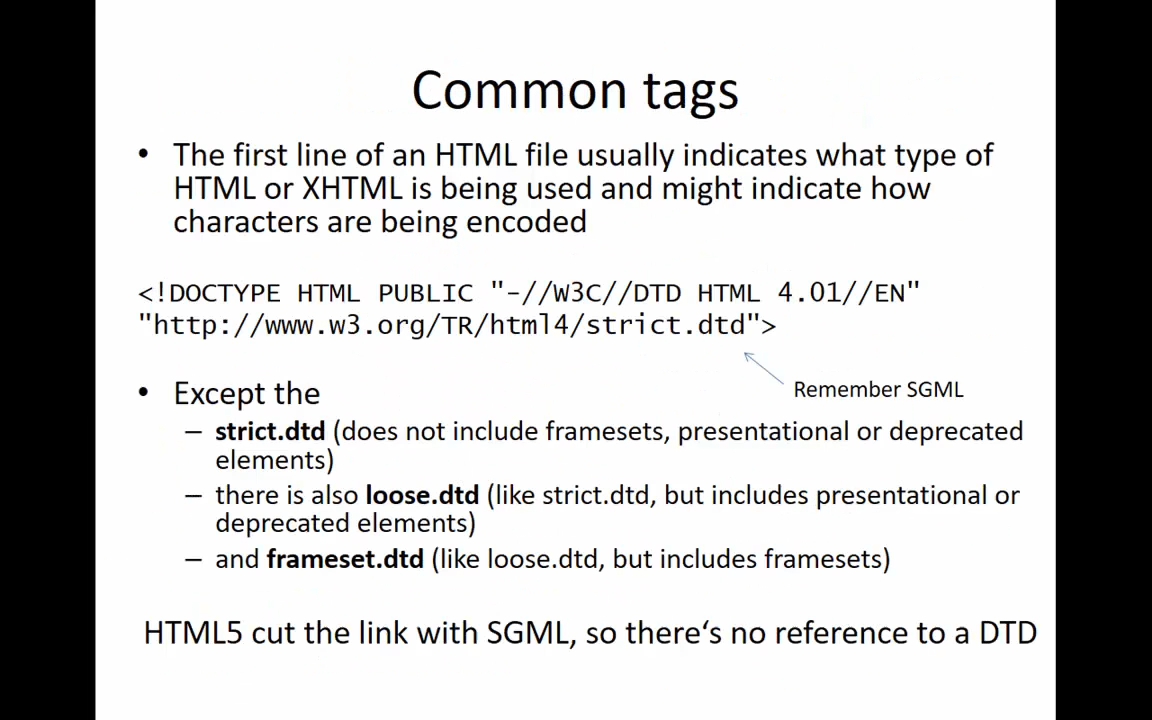 Common tags
• The first line of an HTML file usually indicates what type of
HTML or XHTML is being used and might indicate how
characters are being encoded
<!DOCTYPE HTML PUBLIC "-//W3C//DTD HTML 4.01//EN"
"http://www.w3.org/TR/html4/strict.dtd">
Remember SGML
• Except the
– strict.dtd (does not include framesets, presentational or deprecated
elements)
– there is also loose.dtd (like strict.dtd, but includes presentational or
deprecated elements)
– and frameset.dtd (like loose.dtd, but includes framesets)
HTML5 cut the link with SGML, so there‘s no reference to a DTD